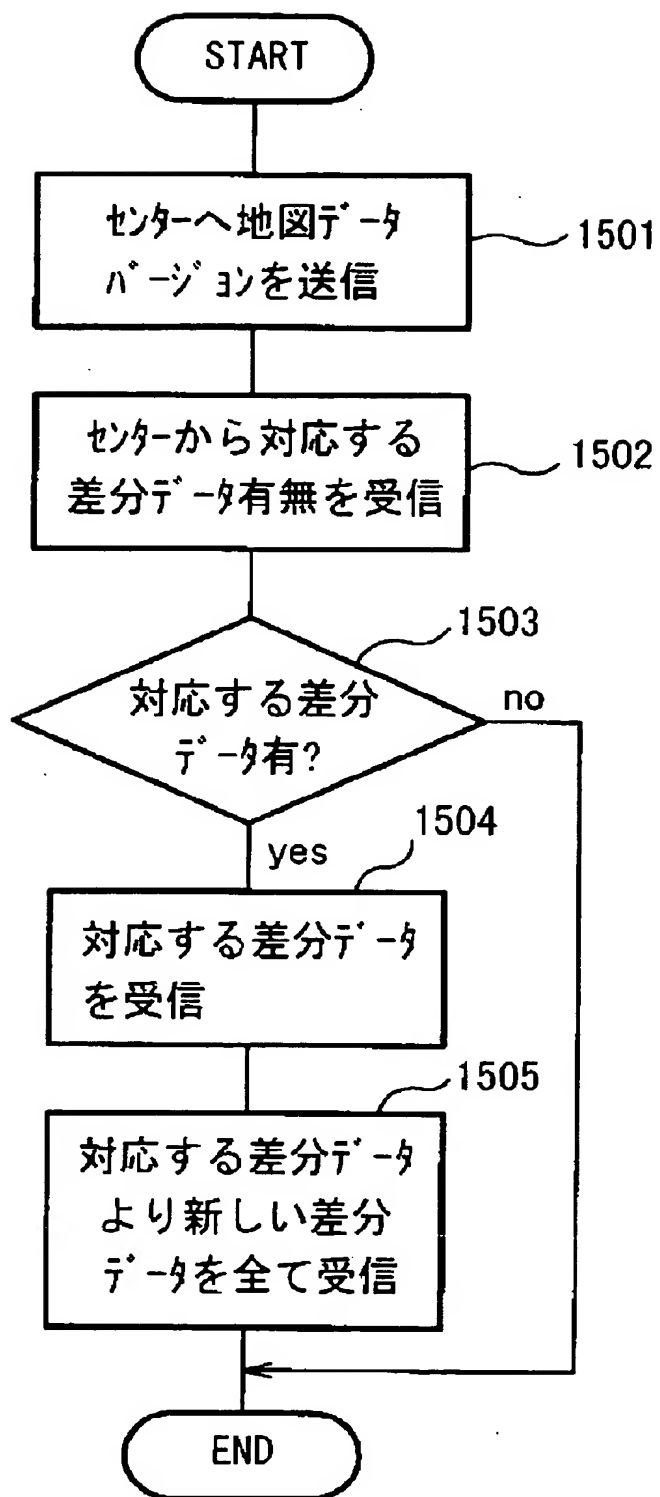 START
ｾﾝﾀｰへ地図ﾃﾞｰﾀ
ﾊﾞｰｼﾞｮﾝを送信
1501
ｾﾝﾀｰから対応する
差分ﾃﾞｰﾀ有無を受信
1502
1503
対応する差分
ﾃﾞｰﾀ有?
no
yes
1504
対応する差分ﾃﾞｰﾀ
を受信
1505
対応する差分ﾃﾞｰﾀ
より新しい差分
ﾃﾞｰﾀを全て受信
END